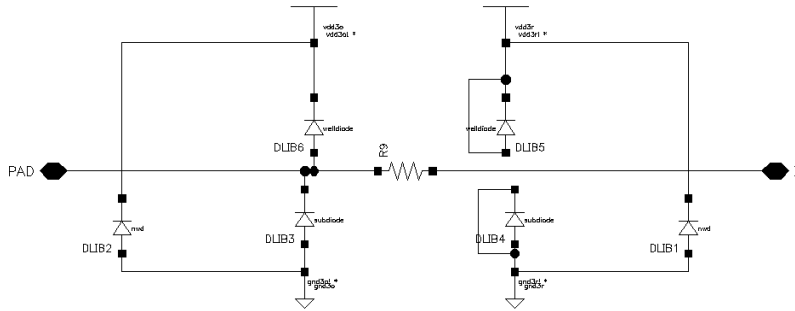 vdd3o
vdd3ol *
vdd3r
vdd3rl *
welldiode
DLIB6
R9
welldiode
DLIB5
PAD
nwd
DLIB2
subdiode
DLIB3
subdiode
DLIB4
nwd
DLIB1
gnd3ol *
gnd3o
gnd3rl *
gnd3r